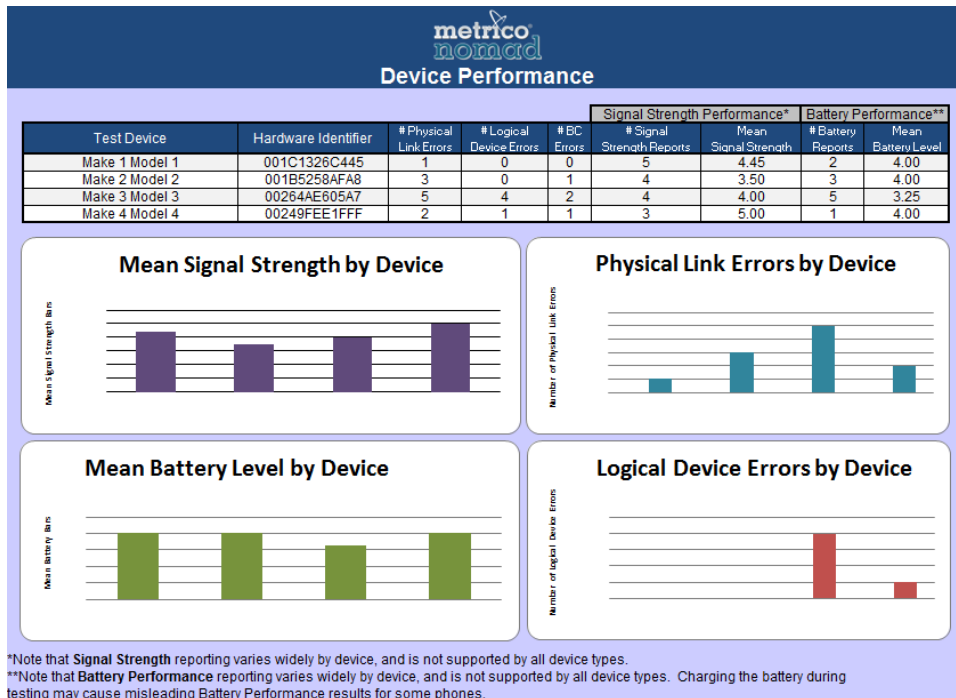 metrico
nomad
Device Performance
Signal Strength Performance* Battery Performance**
Test Device Hardware Identifier # Physical Link Errors # Logical Device Errors # BC Errors # Signal Strength Reports Mean Signal Strength # Battery Reports Mean Battery Level
Make 1 Model 1 001C1326C445 1 0 0 5 4.45 2 4.00
Make 2 Model 2 001B5258AFA8 3 0 1 4 3.50 3 4.00
Make 3 Model 3 00264AE605A7 5 4 2 4 4.00 5 3.25
Make 4 Model 4 00249FEE1FFF 2 1 1 3 5.00 1 4.00
Mean Signal Strength by Device
Mean Signal Strength Bars
Physical Link Errors by Device
Number of Physical Link Errors
Mean Battery Level by Device
Mean Battery Bars
Logical Device Errors by Device
Number of Logical Device Errors
*Note that Signal Strength reporting varies widely by device, and is not supported by all device types.
**Note that Battery Performance reporting varies widely by device, and is not supported by all device types. Charging the battery during
testing may cause misleading Battery Performance results for some phones.